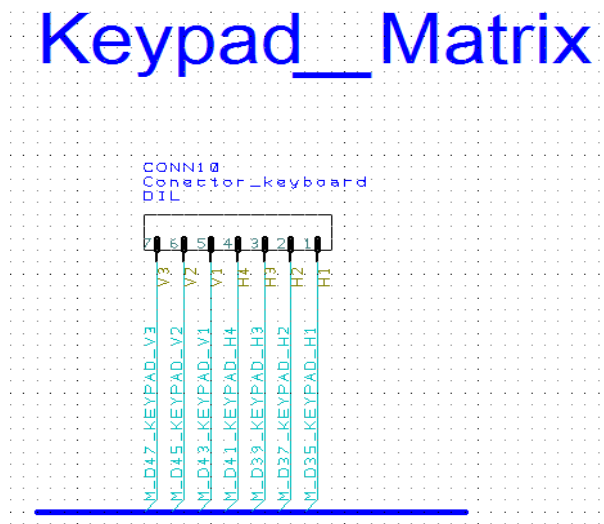 Keypad__Matrix
CONN10
Conector_keyboard
DIL
7 6 5 4 3 2 1
V3 V2 V1 H4 H3 H2 H1
M_D47_KEYPAD_V3
M_D45_KEYPAD_V2
M_D43_KEYPAD_V1
M_D41_KEYPAD_H4
M_D39_KEYPAD_H3
M_D37_KEYPAD_H2
M_D35_KEYPAD_H1